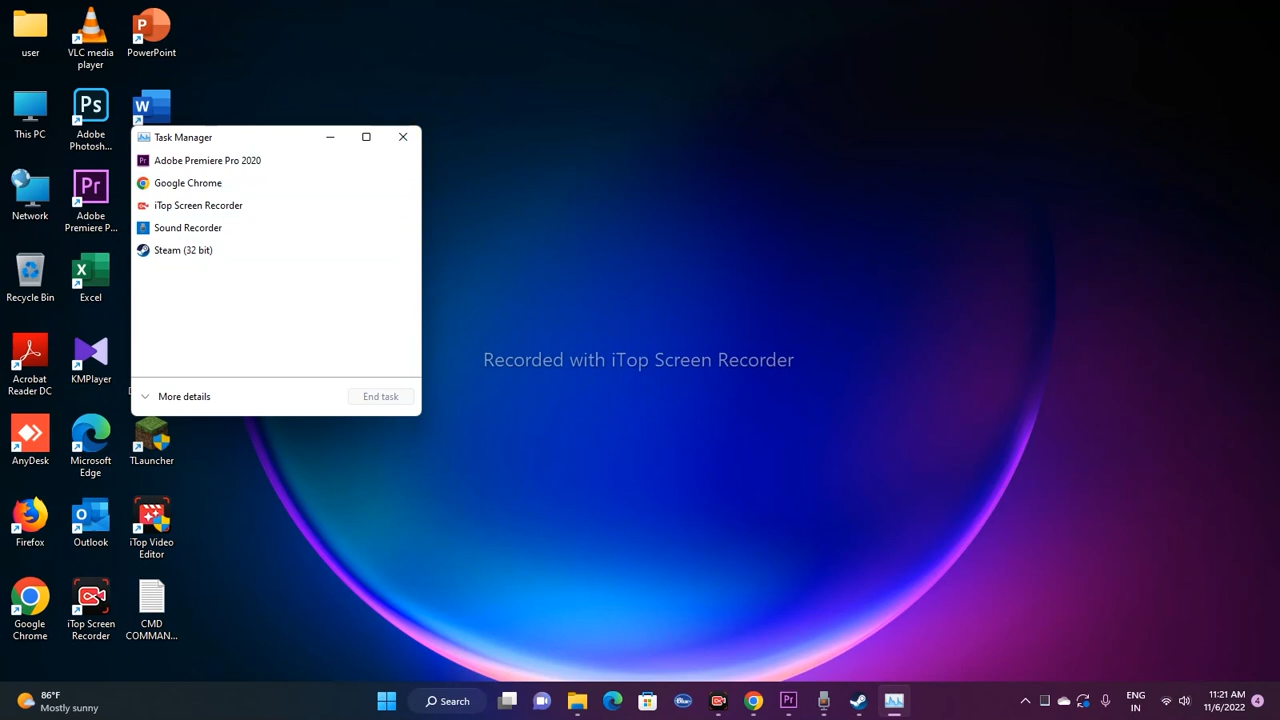 user
VLC media
player
PowerPoint
This PC
Adobe
Photosh...
Network
Adobe
Premiere P...
Recycle Bin
Excel
Acrobat
Reader DC
KMPlayer
AnyDesk
Microsoft
Edge
TLauncher
Firefox
Outlook
iTop Video
Editor
Google
Chrome
iTop Screen
Recorder
CMD
COMMAN...
Task Manager
Adobe Premiere Pro 2020
Google Chrome
iTop Screen Recorder
Sound Recorder
Steam (32 bit)
More details
End task
Recorded with iTop Screen Recorder
86°F
Mostly sunny
Search
ENG
IN
11:21 AM
11/6/2022
4